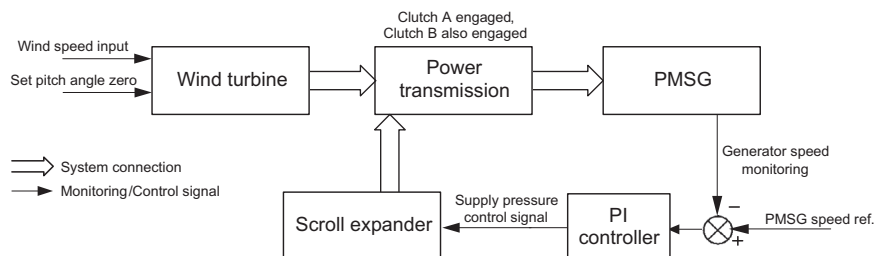 Clutch A engaged,
Clutch B also engaged
Wind speed input
Set pitch angle zero
Wind turbine
Power
transmission
PMSG
System connection
Monitoring/Control signal
Generator speed
monitoring
Scroll expander
Supply pressure
control signal
PI
controller
−
+
PMSG speed ref.